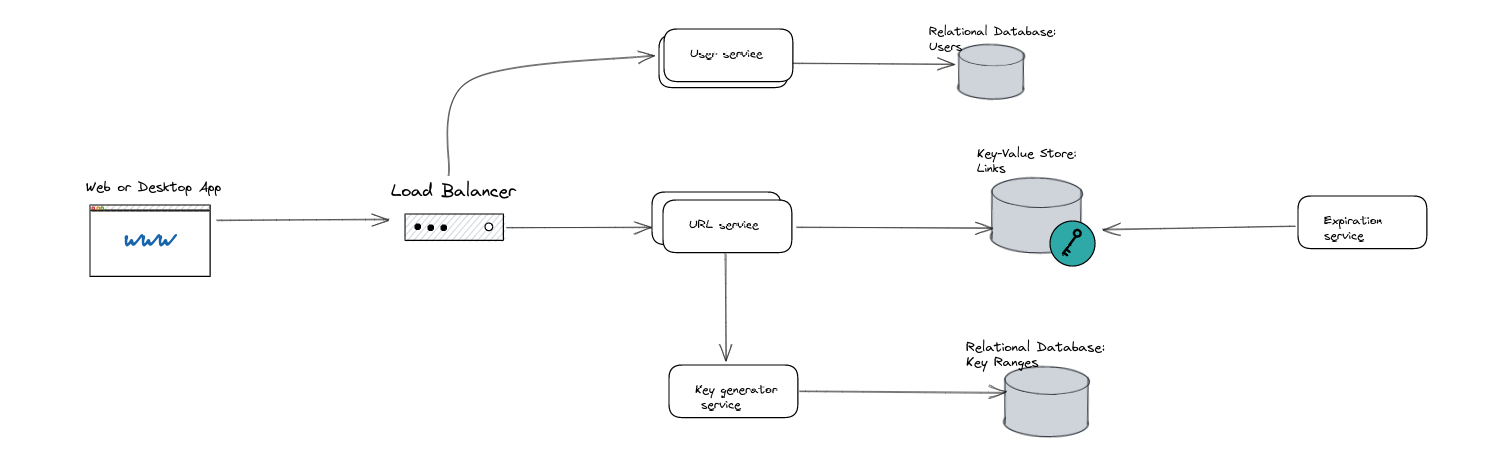 Relational Database:
Users
User service
Key-Value Store:
Links
Web or Desktop App
Load Balancer
www
URL service
Expiration
service
Relational Database:
Key Ranges
Key generator
service